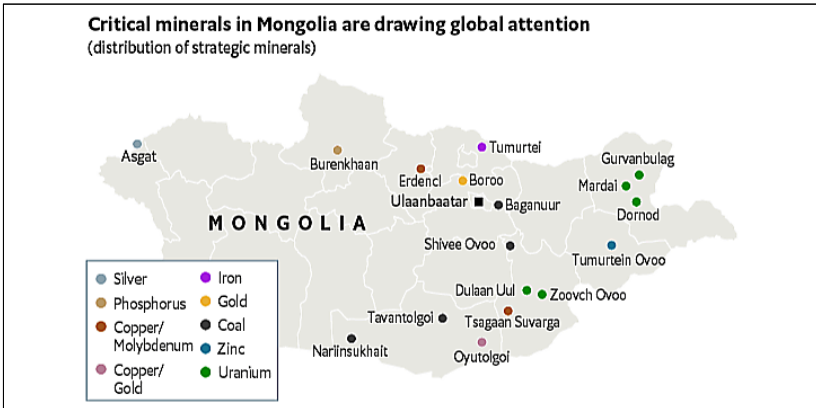 Critical minerals in Mongolia are drawing global attention
(distribution of strategic minerals)
Asgat
Burenkhaan
Tumurtei
Erdencl
Boroo
Gurvanbulag
Mardai
Ulaanbaatar
Baganuur
Dornod
MONGOLIA
Shivee Ovoo
Tumurtein Ovoo
Dulaan Uul
Zoovch Ovoo
Tavantolgoi
Tsagaan Suvarga
Nariinsukhait
Oyutolgoi
Silver
Phosphorus
Copper/
Molybdenum
Copper/
Gold
Iron
Gold
Coal
Zinc
Uranium